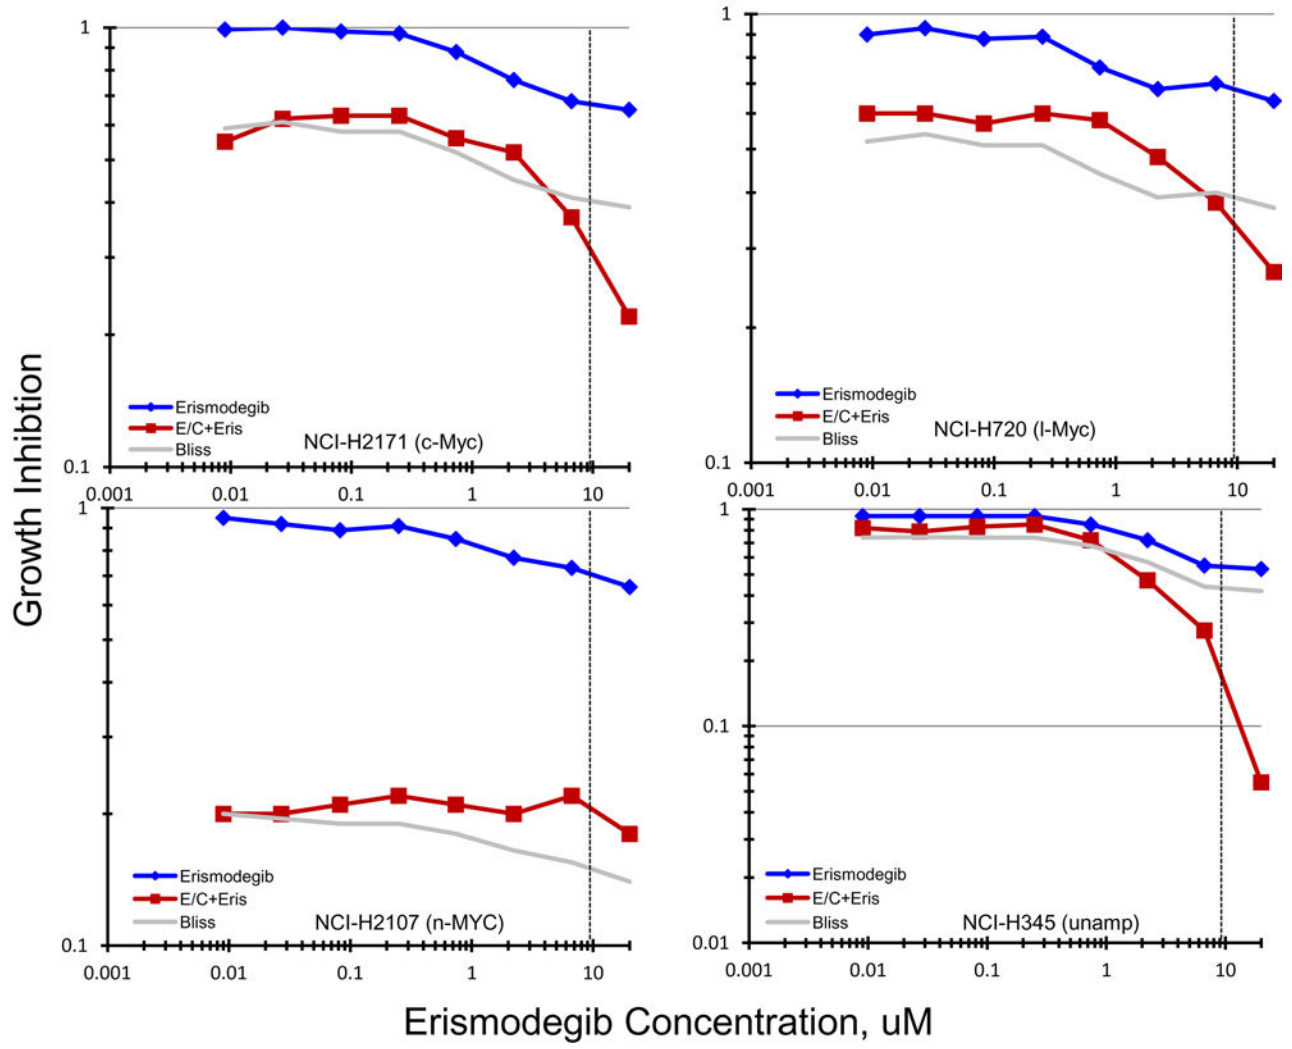 Growth Inhibtion
1
0.1
Erismodegib
E/C+Eris
Bliss
NCI-H2171 (c-Myc)
0.001 0.01 0.1 1 10
1
0.1
Erismodegib
E/C+Eris
Bliss
NCI-H720 (l-Myc)
0.001 0.01 0.1 1 10
1
0.1
Erismodegib
E/C+Eris
Bliss
NCI-H2107 (n-MYC)
0.001 0.01 0.1 1 10
1
0.1
0.01
Erismodegib
E/C+Eris
Bliss
NCI-H345 (unamp)
0.001 0.01 0.1 1 10
Erismodegib Concentration, uM